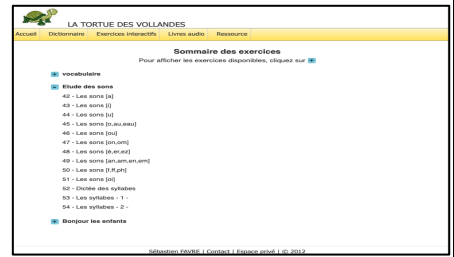 LA TORTUE DES VOLLANDES
Accueil Dictionnaire Exercices interactifs Livres audio Ressource
Sommaire des exercices
Pour afficher les exercices disponibles, cliquez sur +
+ vocabulaire
- Etude des sons
42 - Les sons [a]
43 - Les sons [i]
44 - Les sons [u]
45 - Les sons [o,au,eau]
46 - Les sons [ou]
47 - Les sons [on,om]
48 - Les sons [é,er,ez]
49 - Les sons [an,am,en,em]
50 - Les sons [f,ff,ph]
51 - Les sons [oi]
52 - Dictée des syllabes
53 - Les syllabes - 1 -
54 - Les syllabes - 2 -
+ Bonjour les enfants
Sébastien FAVRE | Contact | Espace privé | © 2012